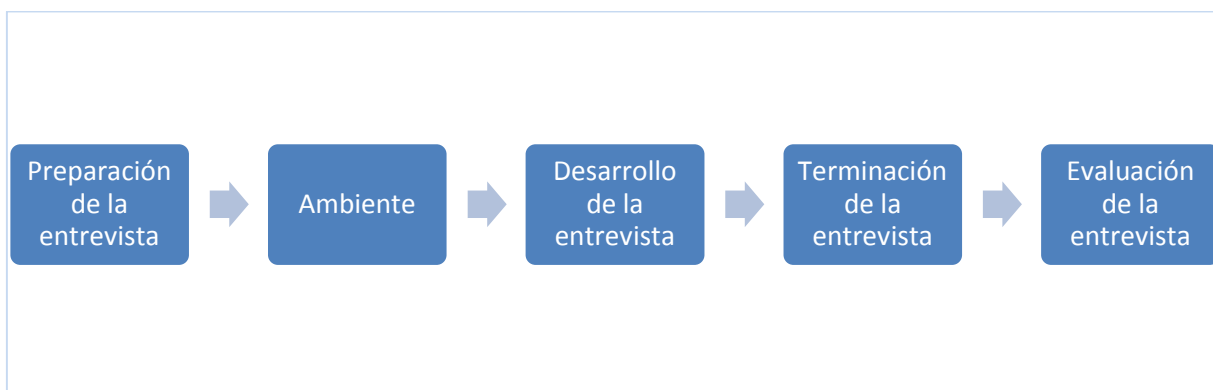 Preparación
de la
entrevista
Ambiente
Desarrollo
de la
entrevista
Terminación
de la
entrevista
Evaluación
de la
entrevista